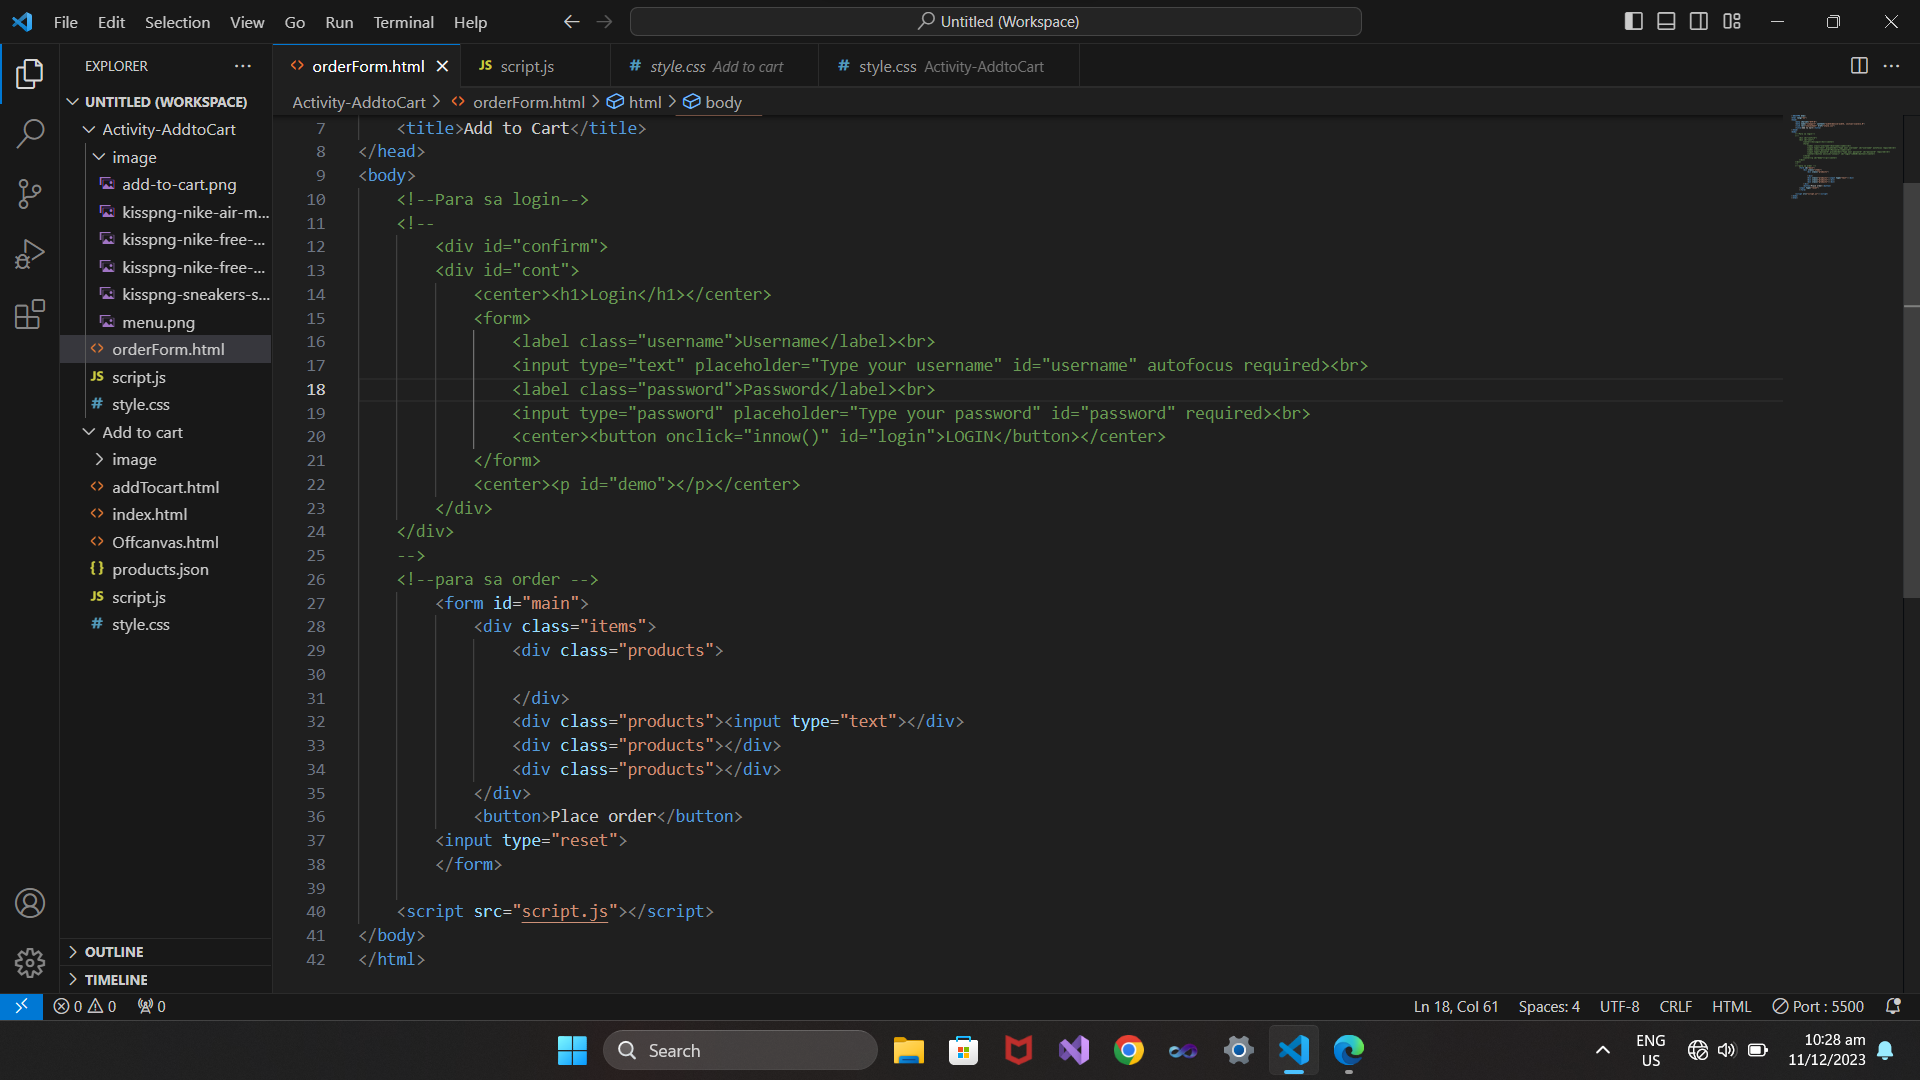 File Edit Selection View Go Run Terminal Help
Untitled (Workspace)
EXPLORER
UNTITLED (WORKSPACE)
Activity-AddtoCart
image
add-to-cart.png
kisspng-nike-air-m...
kisspng-nike-free-...
kisspng-nike-free-...
kisspng-sneakers-s...
menu.png
orderForm.html
JS script.js
# style.css
Add to cart
image
addTocart.html
index.html
Offcanvas.html
{} products.json
JS script.js
# style.css
OUTLINE
TIMELINE
orderForm.html JS script.js # style.css Add to cart # style.css Activity-AddtoCart
Activity-AddtoCart > orderForm.html > html > body
7 <title>Add to Cart</title>
8 </head>
9 <body>
10 <!--Para sa login-->
11 <!--
12 <div id="confirm">
13 <div id="cont">
14 <center><h1>Login</h1></center>
15 <form>
16 <label class="username">Username</label><br>
17 <input type="text" placeholder="Type your username" id="username" autofocus required><br>
18 <label class="password">Password</label><br>
19 <input type="password" placeholder="Type your password" id="password" required><br>
20 <center><button onclick="innow()" id="login">LOGIN</button></center>
21 </form>
22 <center><p id="demo"></p></center>
23 </div>
24 </div>
25 -->
26 <!--para sa order -->
27 <form id="main">
28 <div class="items">
29 <div class="products">
30
31 </div>
32 <div class="products"><input type="text"></div>
33 <div class="products"></div>
34 <div class="products"></div>
35 </div>
36 <button>Place order</button>
37 <input type="reset">
38 </form>
39
40 <script src="script.js"></script>
41 </body>
42 </html>
0 0 0 Ln 18, Col 61 Spaces: 4 UTF-8 CRLF HTML Port : 5500
Search
ENG
US
10:28 am
11/12/2023